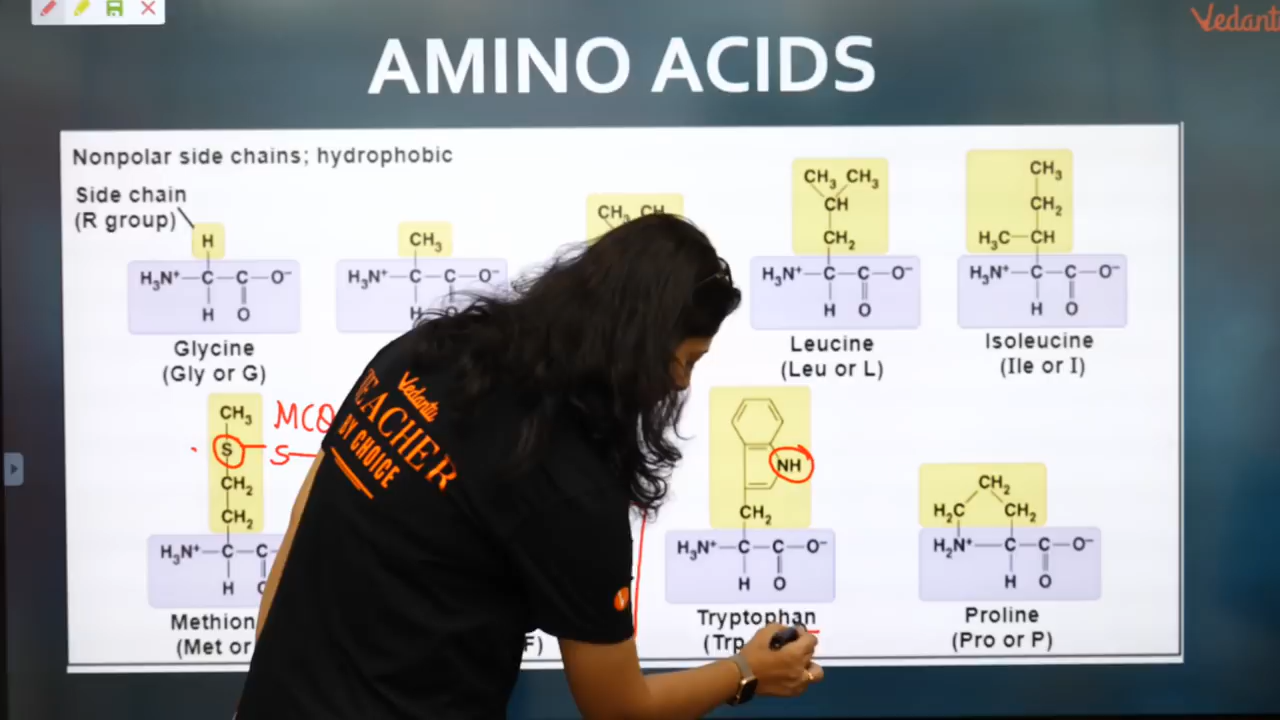 Vedant
AMINO ACIDS
Nonpolar side chains; hydrophobic
Side chain
(R group)
H
H₃N⁺—C—C—O⁻
H O
Glycine
(Gly or G)
CH₃
H₃N⁺—C—C—O⁻
H
CH₃
CH₃ CH₃
CH
CH₂
H₃N⁺—C—C—O⁻
H O
Leucine
(Leu or L)
CH₃
CH₂
H₃C—CH
H₃N⁺—C—C—O⁻
H O
Isoleucine
(Ile or I)
CH₃
S
CH₂
CH₂
H₃N⁺—C—C
H
Methion
(Met or
MCQ
S—
F)
NH
CH₂
H₃N⁺—C—C—O⁻
H O
Tryptophan
(Trp
CH₂
H₂C CH₂
H₂N⁺—C—C—O⁻
H O
Proline
(Pro or P)
Vedantu
TEACHER
BY CHOICE